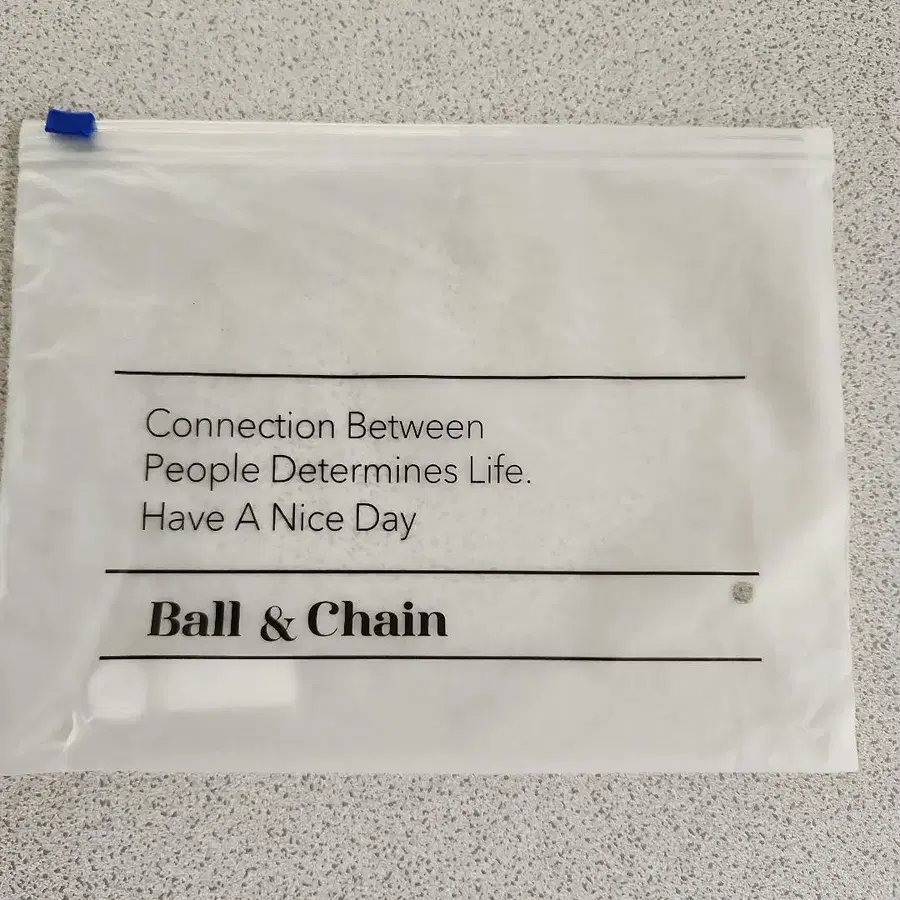 Connection Between
People Determines Life.
Have A Nice Day
Ball & Chain